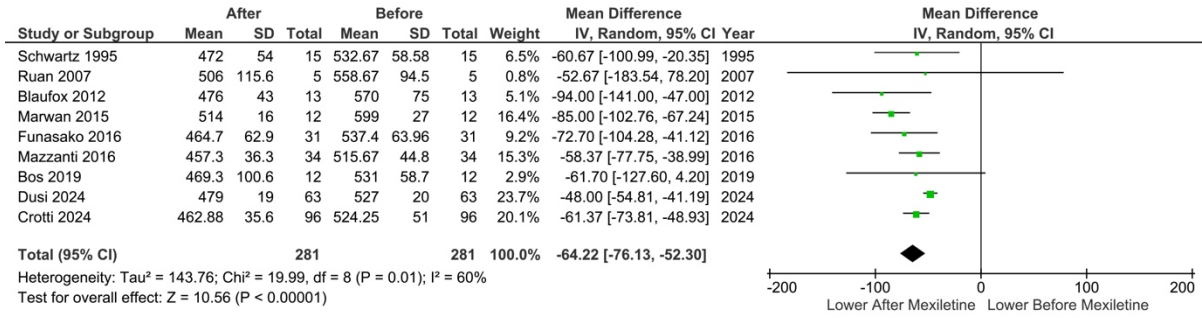 After Before Mean Difference Mean Difference
Study or Subgroup Mean SD Total Mean SD Total Weight IV, Random, 95% CI Year IV, Random, 95% CI
Schwartz 1995 472 54 15 532.67 58.58 15 6.5% -60.67 [-100.99, -20.35] 1995
Ruan 2007 506 115.6 5 558.67 94.5 5 0.8% -52.67 [-183.54, 78.20] 2007
Blaufox 2012 476 43 13 570 75 13 5.1% -94.00 [-141.00, -47.00] 2012
Marwan 2015 514 16 12 599 27 12 16.4% -85.00 [-102.76, -67.24] 2015
Funasako 2016 464.7 62.9 31 537.4 63.96 31 9.2% -72.70 [-104.28, -41.12] 2016
Mazzanti 2016 457.3 36.3 34 515.67 44.8 34 15.3% -58.37 [-77.75, -38.99] 2016
Bos 2019 469.3 100.6 12 531 58.7 12 2.9% -61.70 [-127.60, 4.20] 2019
Dusi 2024 479 19 63 527 20 63 23.7% -48.00 [-54.81, -41.19] 2024
Crotti 2024 462.88 35.6 96 524.25 51 96 20.1% -61.37 [-73.81, -48.93] 2024
Total (95% CI) 281 281 100.0% -64.22 [-76.13, -52.30]
Heterogeneity: Tau² = 143.76; Chi² = 19.99, df = 8 (P = 0.01); I² = 60%
Test for overall effect: Z = 10.56 (P < 0.00001)
-200 -100 0 100 200
Lower After Mexiletine Lower Before Mexiletine